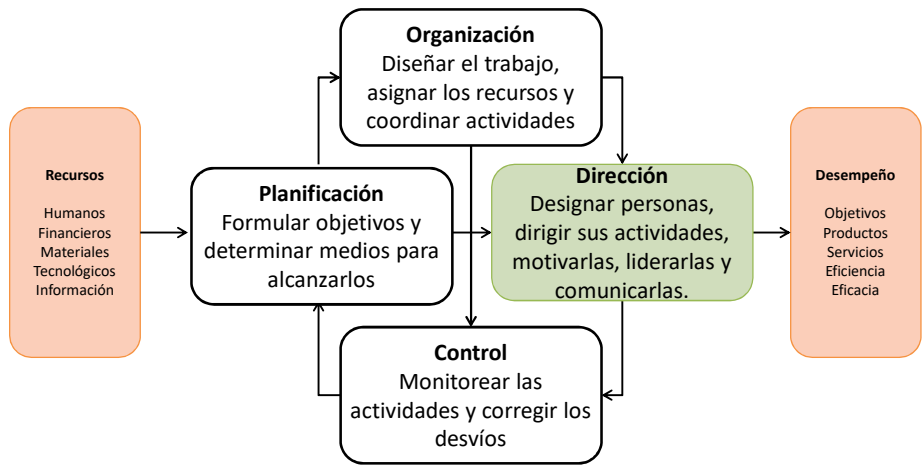 Organización
Diseñar el trabajo,
asignar los recursos y
coordinar actividades
Recursos
Humanos
Financieros
Materiales
Tecnológicos
Información
Planificación
Formular objetivos y
determinar medios para
alcanzarlos
Dirección
Designar personas,
dirigir sus actividades,
motivarlas, liderarlas y
comunicarlas.
Desempeño
Objetivos
Productos
Servicios
Eficiencia
Eficacia
Control
Monitorear las
actividades y corregir los
desvíos